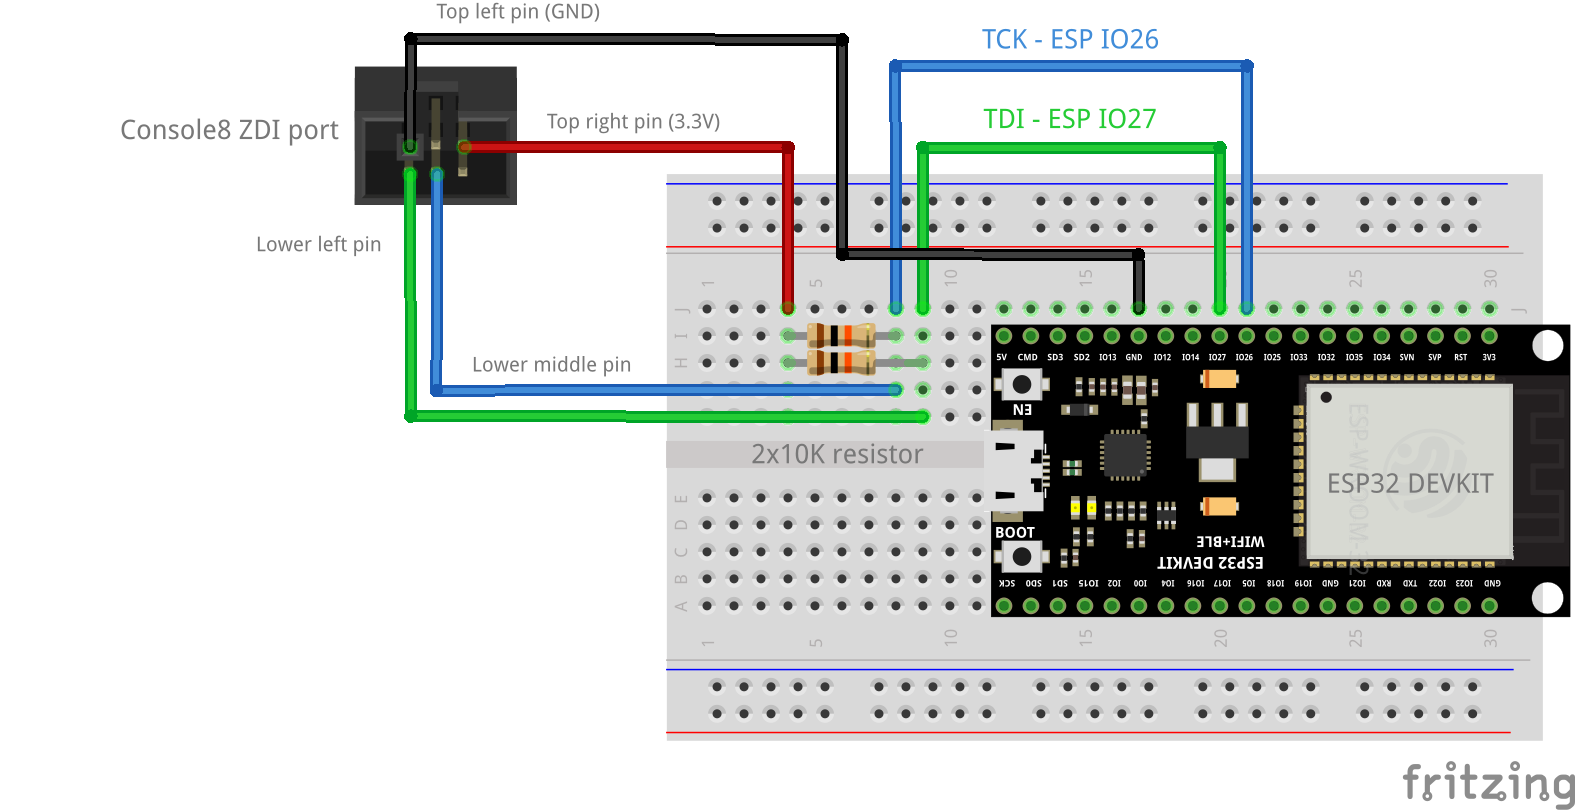 Top left pin (GND)
TCK - ESP IO26
Console8 ZDI port
Top right pin (3.3V)
TDI - ESP IO27
Lower left pin
1 5 10 15 20 25 30
J J
I
H
5V CMD SD3 SD2 IO13 GND IO12 IO14 IO27 IO26 IO25 IO33 IO32 IO35 IO34 SVN SVP RST 3V3
Lower middle pin
EN
2x10K resistor
ESP32 DEVKIT
ESP-WROOM-32
E
D
C
B
A
BOOT
WIFI+BLE
ESP32 DEVKIT
SCK SD0 SD1 IO15 IO2 IO0 IO4 IO16 IO17 IO5 IO18 IO19 GND IO21 RXD TXD IO22 IO23 GND
1 5 10 15 20 25 30
fritzing